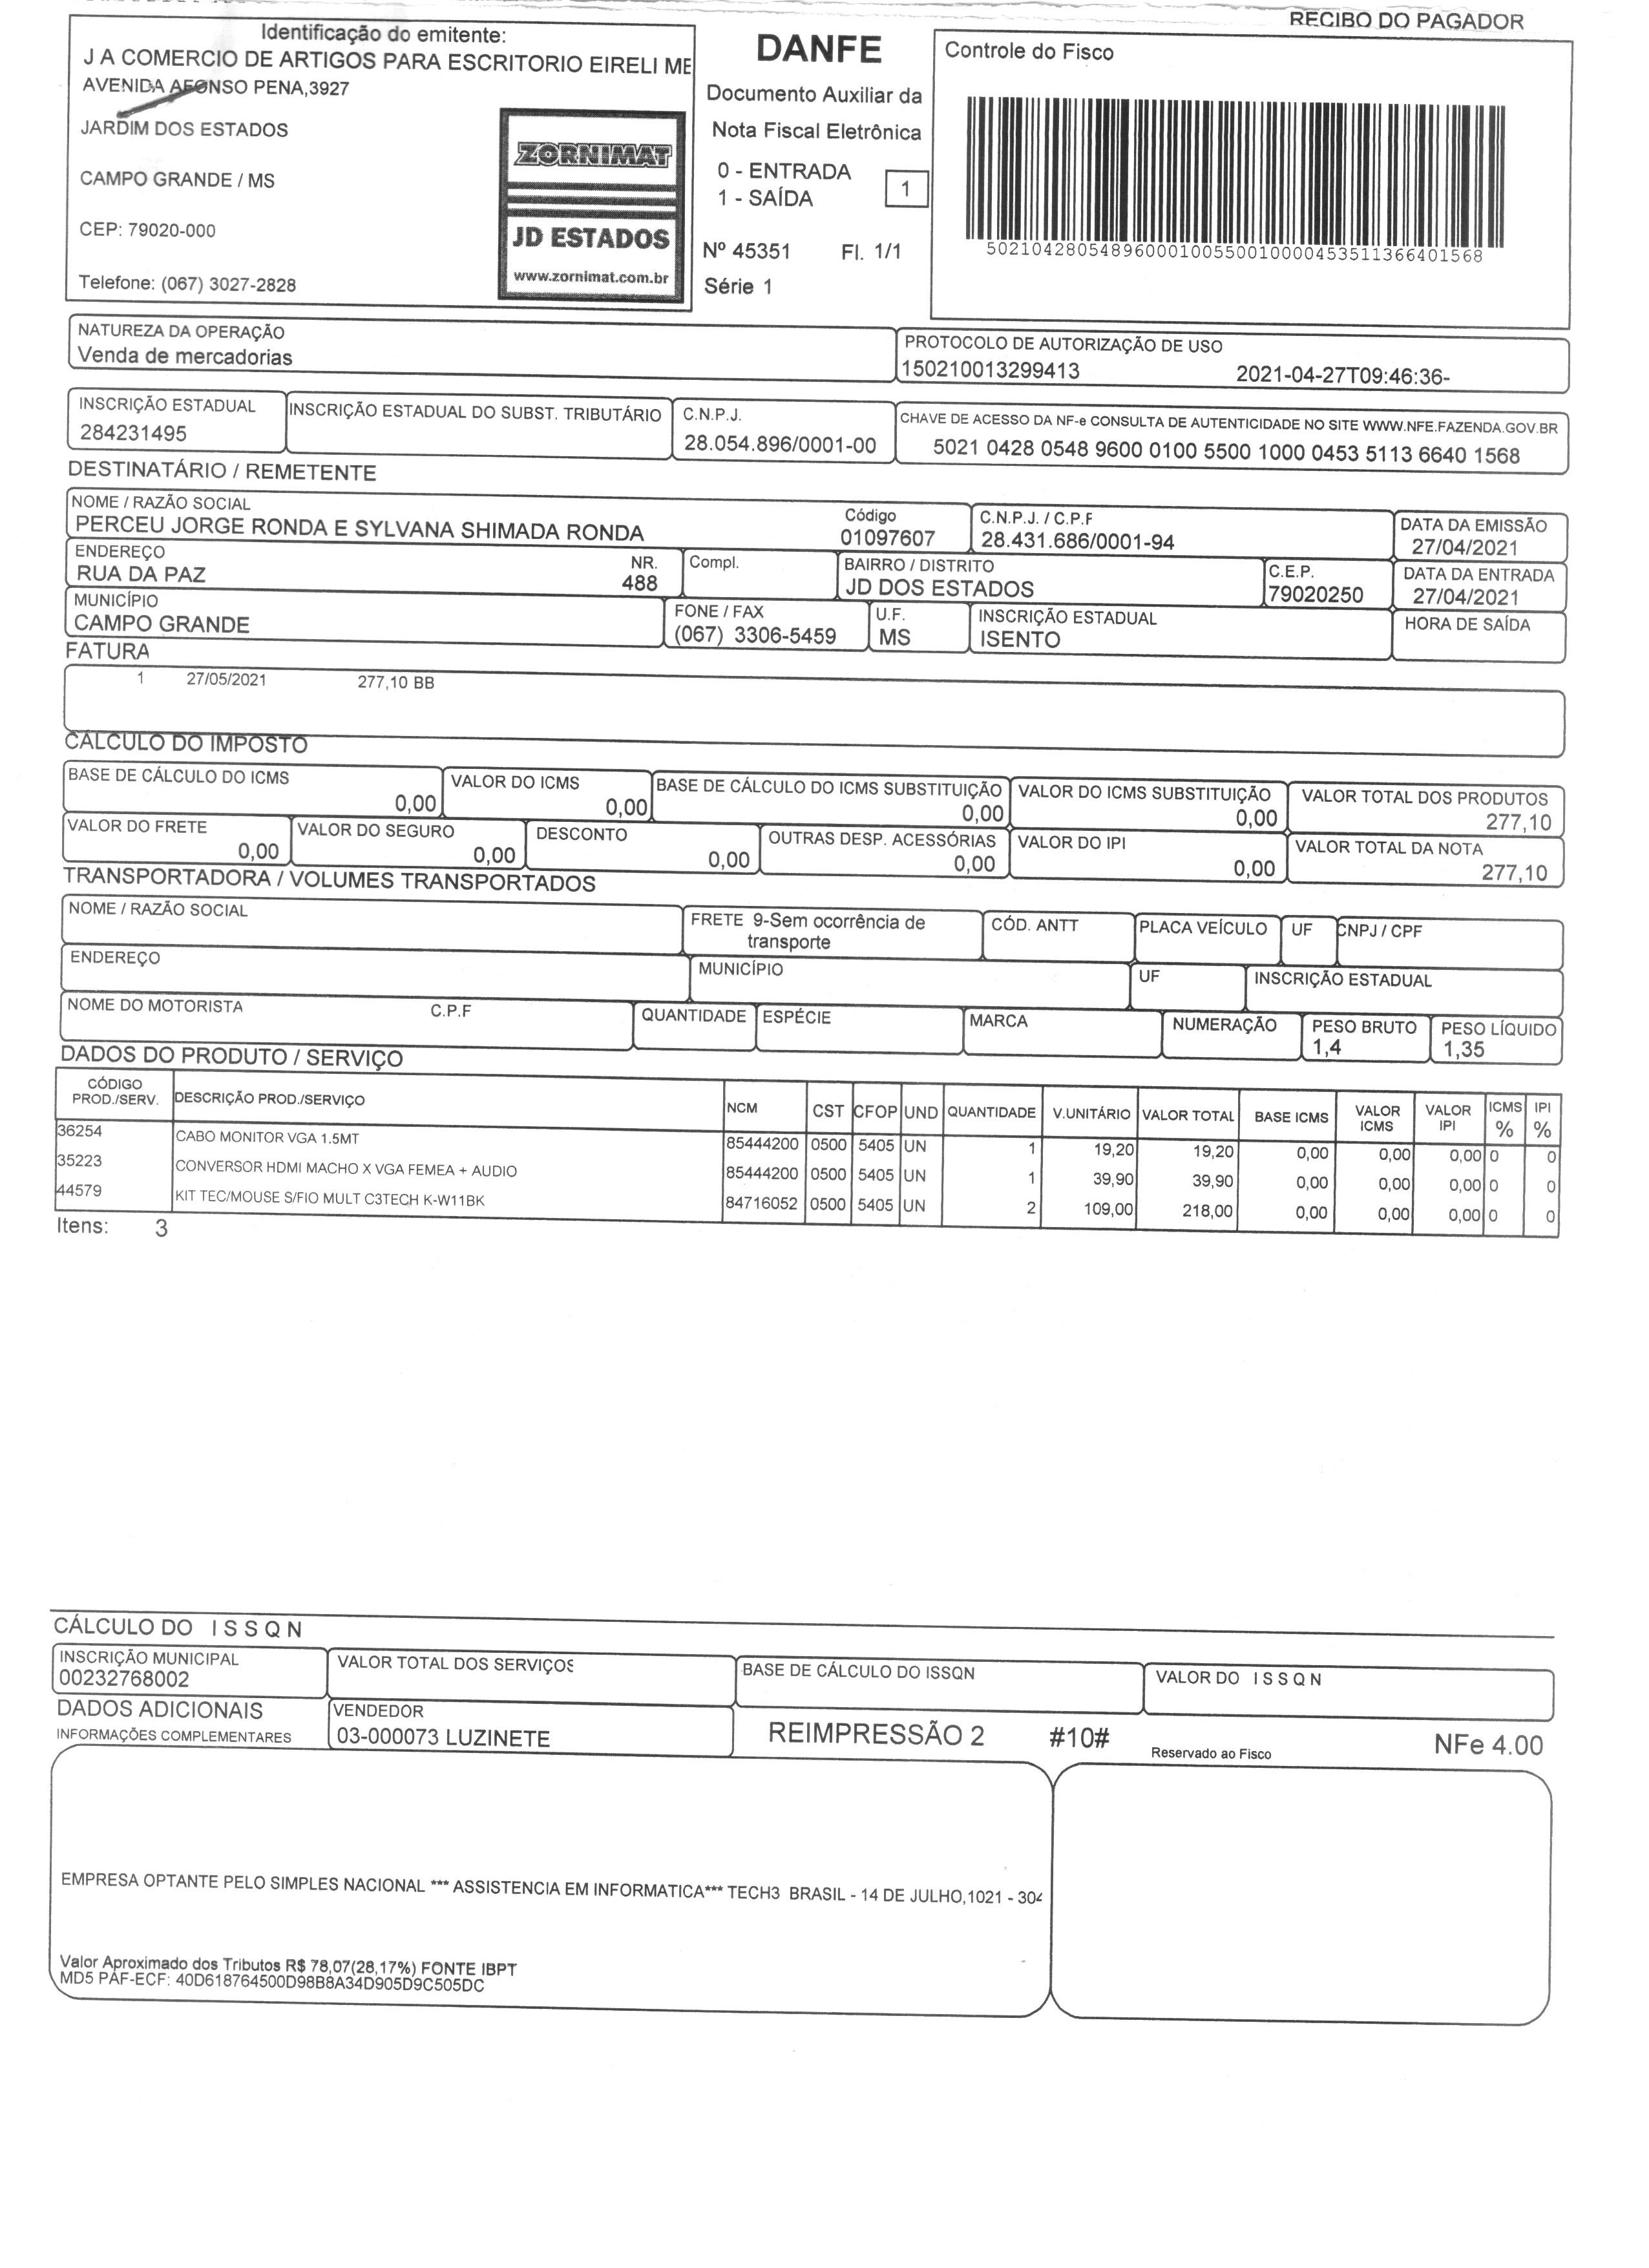 RECIBO DO PAGADOR
Identificação do emitente:
J A COMERCIO DE ARTIGOS PARA ESCRITORIO EIRELI ME
AVENIDA AFONSO PENA,3927
JARDIM DOS ESTADOS
CAMPO GRANDE / MS
CEP: 79020-000
Telefone: (067) 3027-2828
ZORNIMAT
JD ESTADOS
www.zornimat.com.br
DANFE
Documento Auxiliar da
Nota Fiscal Eletrônica
0 - ENTRADA
1 - SAÍDA
1
Nº 45351 Fl. 1/1
Série 1
Controle do Fisco
50210428054896000100550010000453511366401568
NATUREZA DA OPERAÇÃO
Venda de mercadorias
PROTOCOLO DE AUTORIZAÇÃO DE USO
150210013299413 2021-04-27T09:46:36-
INSCRIÇÃO ESTADUAL
284231495
INSCRIÇÃO ESTADUAL DO SUBST. TRIBUTÁRIO
C.N.P.J.
28.054.896/0001-00
CHAVE DE ACESSO DA NF-e CONSULTA DE AUTENTICIDADE NO SITE WWW.NFE.FAZENDA.GOV.BR
5021 0428 0548 9600 0100 5500 1000 0453 5113 6640 1568
DESTINATÁRIO / REMETENTE
NOME / RAZÃO SOCIAL
PERCEU JORGE RONDA E SYLVANA SHIMADA RONDA
Código
01097607
C.N.P.J. / C.P.F
28.431.686/0001-94
DATA DA EMISSÃO
27/04/2021
ENDEREÇO
RUA DA PAZ
NR.
488
Compl.
BAIRRO / DISTRITO
JD DOS ESTADOS
C.E.P.
79020250
DATA DA ENTRADA
27/04/2021
MUNICÍPIO
CAMPO GRANDE
FONE / FAX
(067) 3306-5459
U.F.
MS
INSCRIÇÃO ESTADUAL
ISENTO
HORA DE SAÍDA
FATURA
1 27/05/2021 277,10 BB
CÁLCULO DO IMPOSTO
BASE DE CÁLCULO DO ICMS
0,00
VALOR DO ICMS
0,00
BASE DE CÁLCULO DO ICMS SUBSTITUIÇÃO
0,00
VALOR DO ICMS SUBSTITUIÇÃO
0,00
VALOR TOTAL DOS PRODUTOS
277,10
VALOR DO FRETE
0,00
VALOR DO SEGURO
0,00
DESCONTO
0,00
OUTRAS DESP. ACESSÓRIAS
0,00
VALOR DO IPI
0,00
VALOR TOTAL DA NOTA
277,10
TRANSPORTADORA / VOLUMES TRANSPORTADOS
NOME / RAZÃO SOCIAL
FRETE 9-Sem ocorrência de
transporte
CÓD. ANTT
PLACA VEÍCULO
UF
CNPJ / CPF
ENDEREÇO
MUNICÍPIO
UF
INSCRIÇÃO ESTADUAL
NOME DO MOTORISTA C.P.F
QUANTIDADE
ESPÉCIE
MARCA
NUMERAÇÃO
PESO BRUTO
1,4
PESO LÍQUIDO
1,35
DADOS DO PRODUTO / SERVIÇO
CÓDIGO PROD./SERV. DESCRIÇÃO PROD./SERVIÇO NCM CST CFOP UND QUANTIDADE V.UNITÁRIO VALOR TOTAL BASE ICMS VALOR ICMS VALOR IPI ICMS % IPI %
36254 CABO MONITOR VGA 1.5MT 85444200 0500 5405 UN 1 19,20 19,20 0,00 0,00 0,00 0 0
35223 CONVERSOR HDMI MACHO X VGA FEMEA + AUDIO 85444200 0500 5405 UN 1 39,90 39,90 0,00 0,00 0,00 0 0
44579 KIT TEC/MOUSE S/FIO MULT C3TECH K-W11BK 84716052 0500 5405 UN 2 109,00 218,00 0,00 0,00 0,00 0 0
Itens: 3
CÁLCULO DO I S S Q N
INSCRIÇÃO MUNICIPAL
00232768002
VALOR TOTAL DOS SERVIÇOS
BASE DE CÁLCULO DO ISSQN
VALOR DO I S S Q N
DADOS ADICIONAIS
INFORMAÇÕES COMPLEMENTARES
VENDEDOR
03-000073 LUZINETE
REIMPRESSÃO 2 #10#
Reservado ao Fisco
NFe 4.00
EMPRESA OPTANTE PELO SIMPLES NACIONAL *** ASSISTENCIA EM INFORMATICA*** TECH3 BRASIL - 14 DE JULHO,1021 - 304
Valor Aproximado dos Tributos R$ 78,07(28,17%) FONTE IBPT
MD5 PAF-ECF: 40D618764500D98B8A34D905D9C505DC